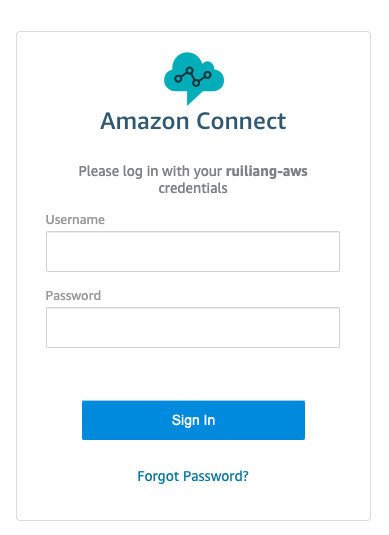 Amazon Connect
Please log in with your ruiliang-aws
credentials
Username
Password
Sign In
Forgot Password?